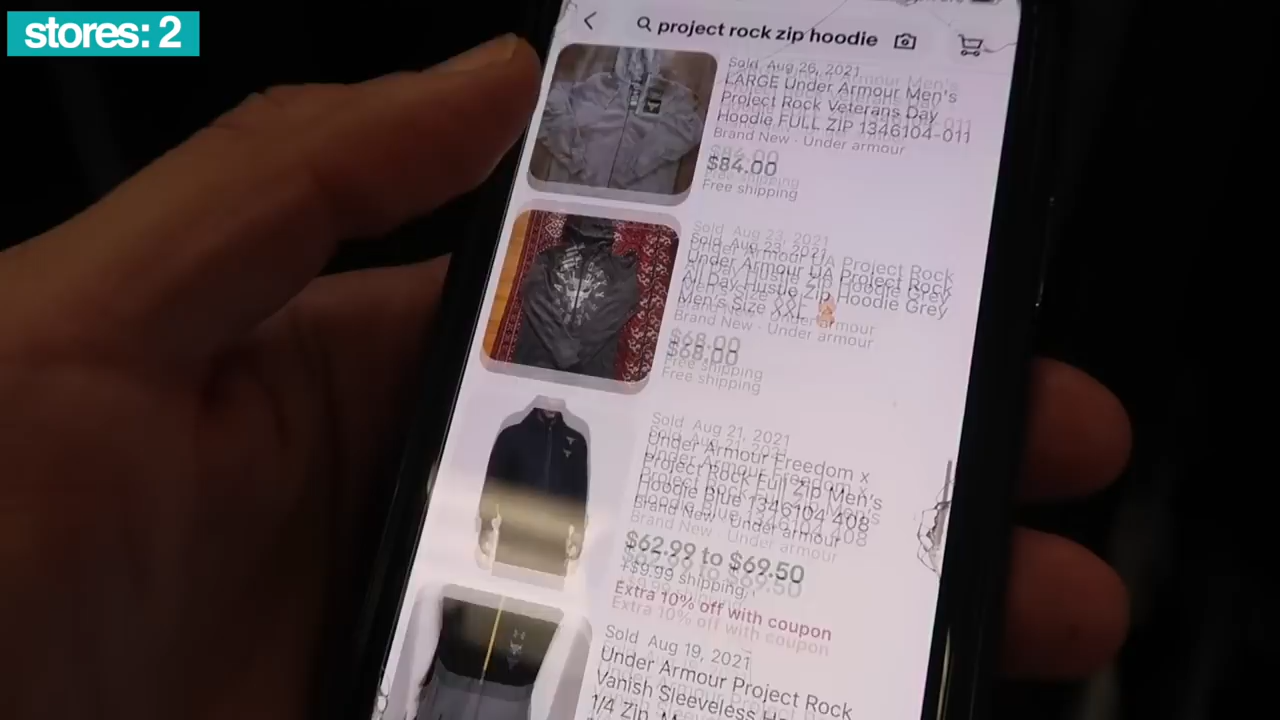 stores: 2
project rock zip hoodie
Sold Aug 26, 2021
LARGE Under Armour Men's
Project Rock Veterans Day
Hoodie FULL ZIP 1346104-011
Brand New · Under armour
$84.00
Free shipping
Sold Aug 23, 2021
Under Armour UA Project Rock
All Day Hustle Zip Hoodie Grey
Men's Size XXL
Brand New · Under armour
$68.00
Free shipping
Sold Aug 21, 2021
Under Armour Freedom x
Project Rock Full Zip Men's
Hoodie Blue 1346104 408
Brand New · Under armour
$62.99 to $69.50
+$9.99 shipping
Extra 10% off with coupon
Sold Aug 19, 2021
Under Armour Project Rock
Vanish Sleeveless
1/4 Zip